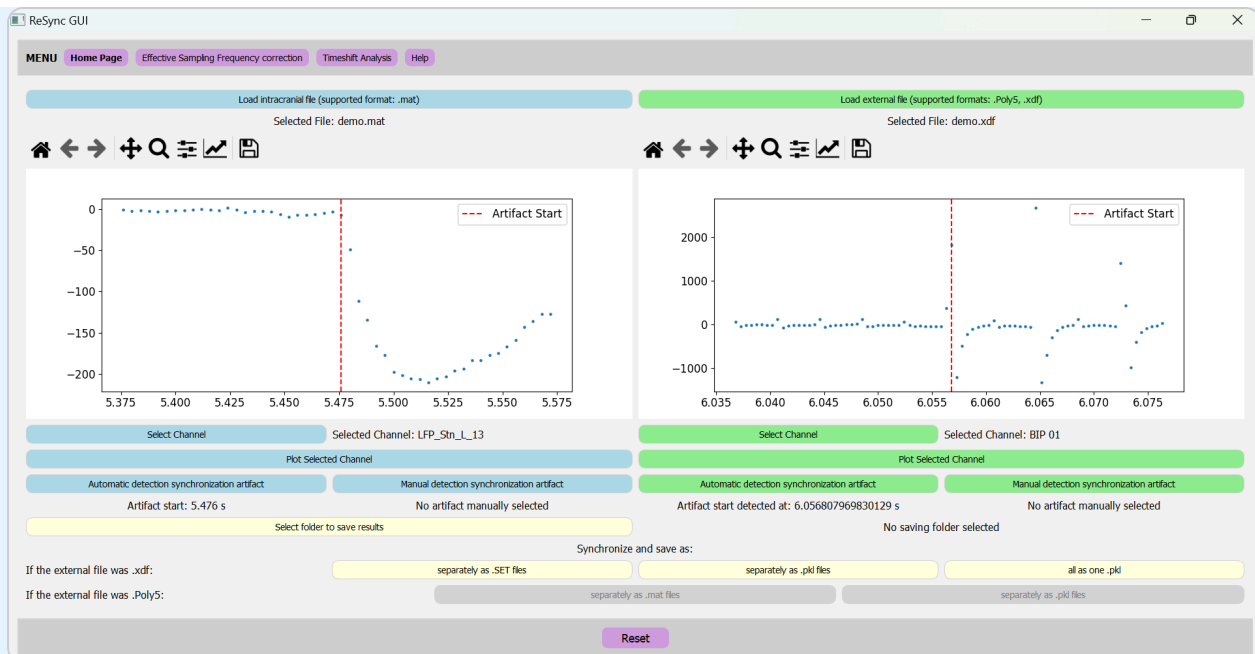 ReSync GUI
MENU Home Page Effective Sampling Frequency correction Timeshift Analysis Help
Load intracranial file (supported format: .mat)
Selected File: demo.mat
Artifact Start
0
−50
−100
−150
−200
5.375 5.400 5.425 5.450 5.475 5.500 5.525 5.550 5.575
Select Channel Selected Channel: LFP_Stn_L_13
Plot Selected Channel
Automatic detection synchronization artifact Manual detection synchronization artifact
Artifact start: 5.476 s No artifact manually selected
Load external file (supported formats: .Poly5, .xdf)
Selected File: demo.xdf
Artifact Start
2000
1000
0
−1000
6.035 6.040 6.045 6.050 6.055 6.060 6.065 6.070 6.075
Select Channel Selected Channel: BIP 01
Plot Selected Channel
Automatic detection synchronization artifact Manual detection synchronization artifact
Artifact start detected at: 6.056807969830129 s No artifact manually selected
Select folder to save results No saving folder selected
Synchronize and save as:
If the external file was .xdf: separately as .SET files separately as .pkl files all as one .pkl
If the external file was .Poly5: separately as .mat files separately as .pkl files
Reset